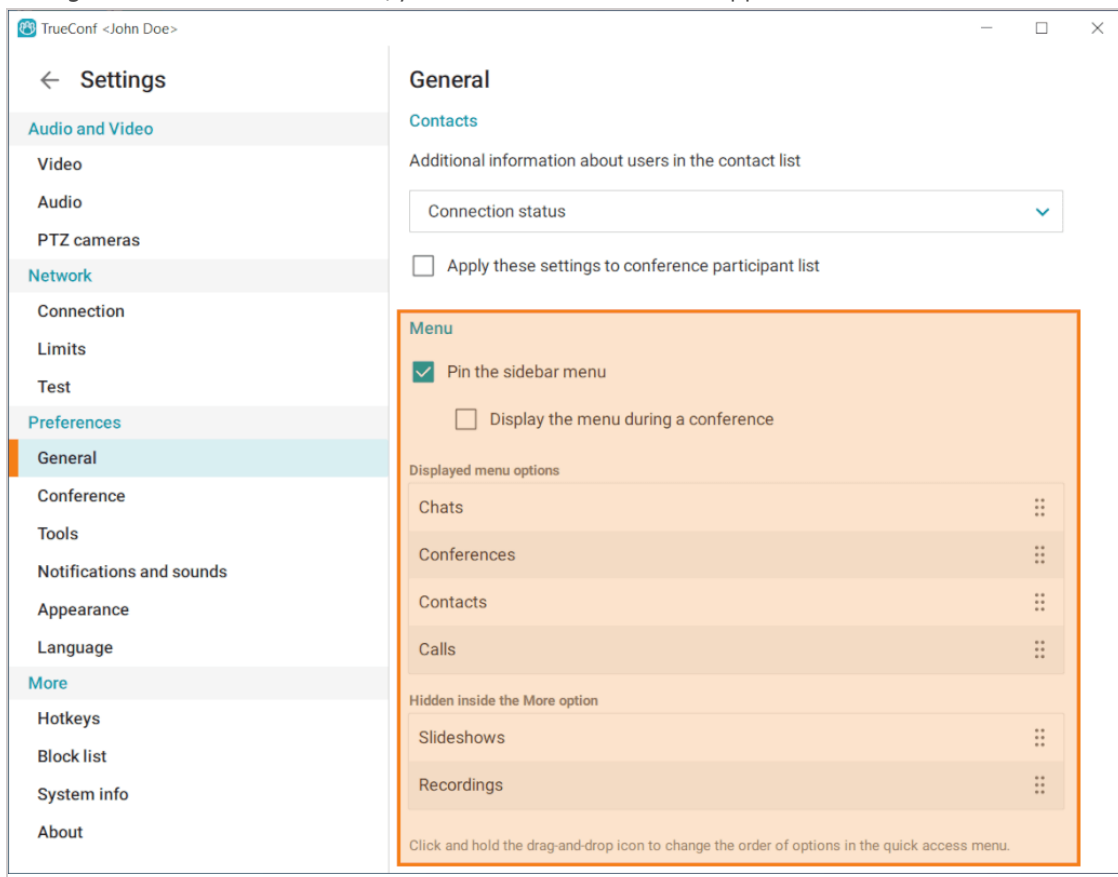 TrueConf <John Doe>
Settings
Audio and Video
Video
Audio
PTZ cameras
Network
Connection
Limits
Test
Preferences
General
Conference
Tools
Notifications and sounds
Appearance
Language
More
Hotkeys
Block list
System info
About
General
Contacts
Additional information about users in the contact list
Connection status
Apply these settings to conference participant list
Menu
Pin the sidebar menu
Display the menu during a conference
Displayed menu options
Chats
Conferences
Contacts
Calls
Hidden inside the More option
Slideshows
Recordings
Click and hold the drag-and-drop icon to change the order of options in the quick access menu.